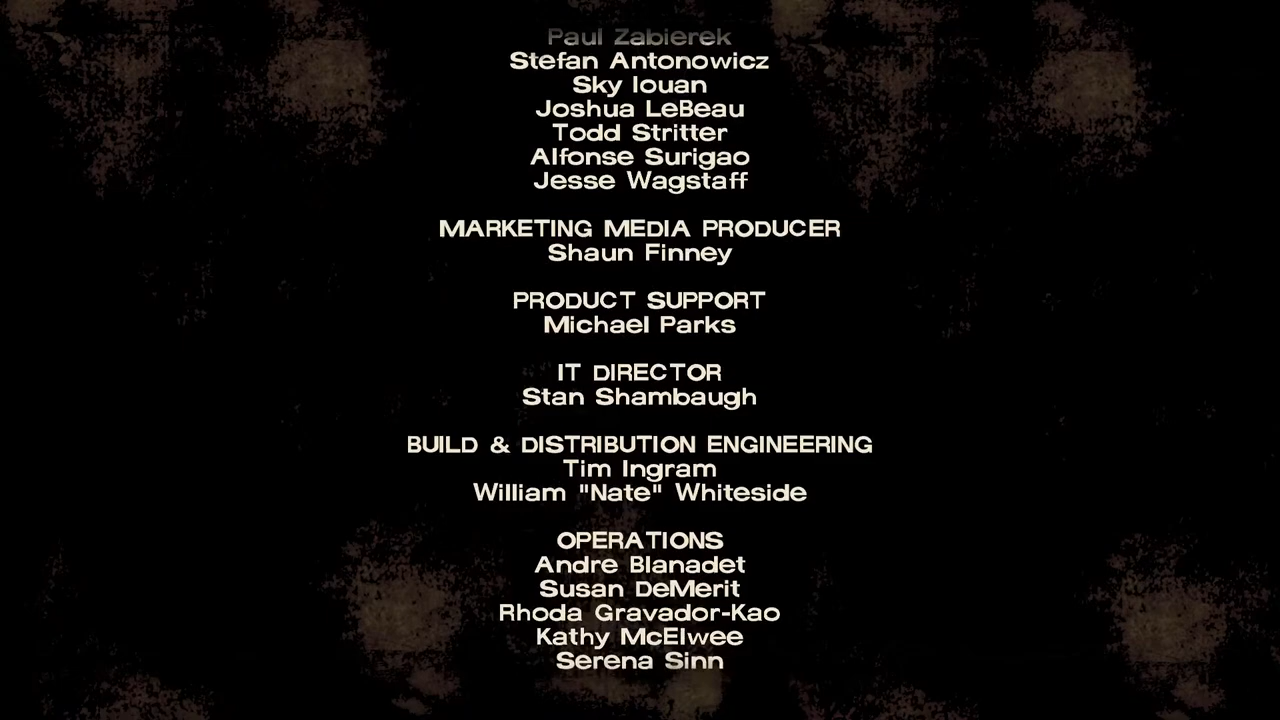 Paul Zabierek
Stefan Antonowicz
Sky Iouan
Joshua LeBeau
Todd Stritter
Alfonse Surigao
Jesse Wagstaff
MARKETING MEDIA PRODUCER
Shaun Finney
PRODUCT SUPPORT
Michael Parks
IT DIRECTOR
Stan Shambaugh
BUILD & DISTRIBUTION ENGINEERING
Tim Ingram
William "Nate" Whiteside
OPERATIONS
Andre Blanadet
Susan DeMerit
Rhoda Gravador-Kao
Kathy McElwee
Serena Sinn